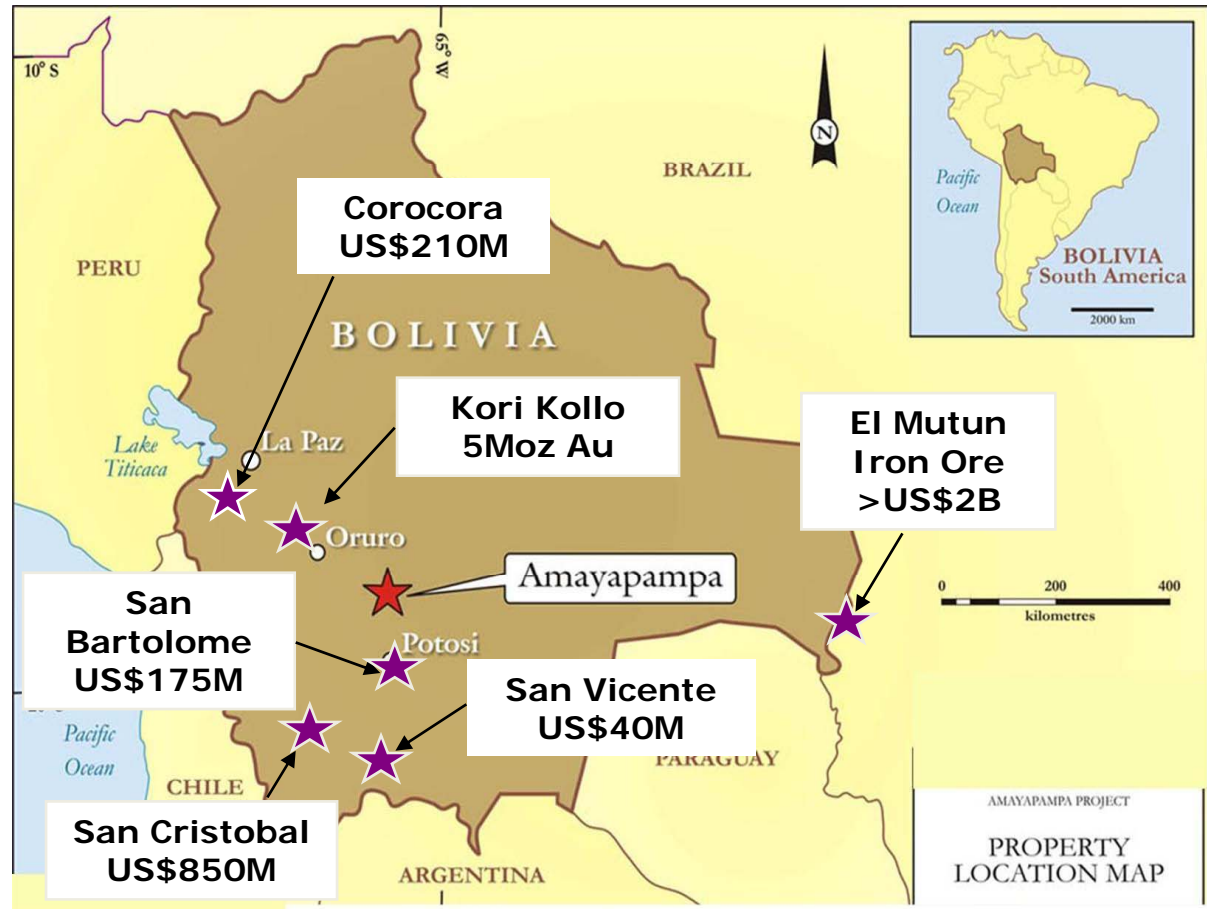 10° S
65° W
N
BRAZIL
PERU
Corocora
US$210M
BOLIVIA
Kori Kollo
5Moz Au
El Mutun
Iron Ore
>US$2B
Lake
Titicaca
La Paz
Oruro
Amayapampa
San
Bartolome
US$175M
Potosi
San Vicente
US$40M
Pacific
Ocean
CHILE
PARAGUAY
San Cristobal
US$850M
ARGENTINA
Pacific
Ocean
BOLIVIA
South America
2000 km
0 200 400
kilometres
AMAYAPAMPA PROJECT
PROPERTY
LOCATION MAP